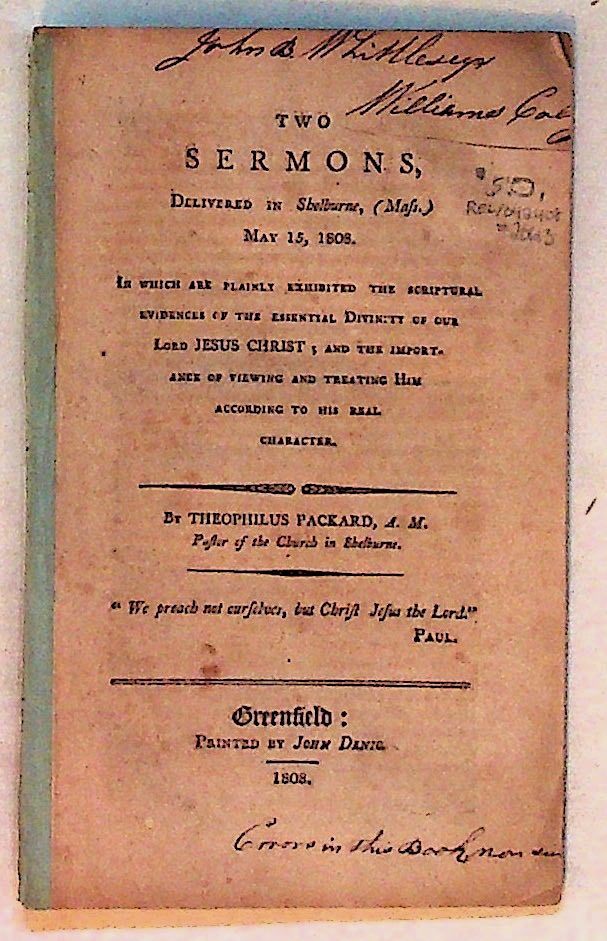 John B. Whittlesey
Williams Col
TWO
SERMONS,
DELIVERED IN Shelburne, (Maſs.)
MAY 15, 1808.
$50.
IN WHICH ARE PLAINLY EXHIBITED THE SCRIPTURAL
EVIDENCES OF THE ESSENTIAL DIVINITY OF OUR
LORD JESUS CHRIST; AND THE IMPORT-
ANCE OF VIEWING AND TREATING HIM
ACCORDING TO HIS REAL
CHARACTER.
BY THEOPHILUS PACKARD, A. M.
Paſtor of the Church in Shelburne.
"We preach not ourſelves, but Chriſt Jeſus the Lord."
PAUL.
Greenfield:
PRINTED BY JOHN DENIO.
1808.
Errors in this Book